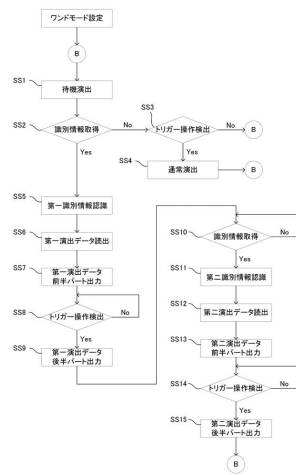 ワンドモード設定
B
SS1
待機演出
SS2
識別情報取得
No
SS3
トリガー操作検出
No
B
Yes
Yes
SS4
通常演出
B
SS5
第一識別情報認識
SS6
第一演出データ読出
SS7
第一演出データ
前半パート出力
SS8
トリガー操作検出
No
Yes
SS9
第一演出データ
後半パート出力
SS10
識別情報取得
No
Yes
SS11
第二識別情報認識
SS12
第二演出データ読出
SS13
第二演出データ
前半パート出力
SS14
トリガー操作検出
No
Yes
SS15
第二演出データ
後半パート出力
B